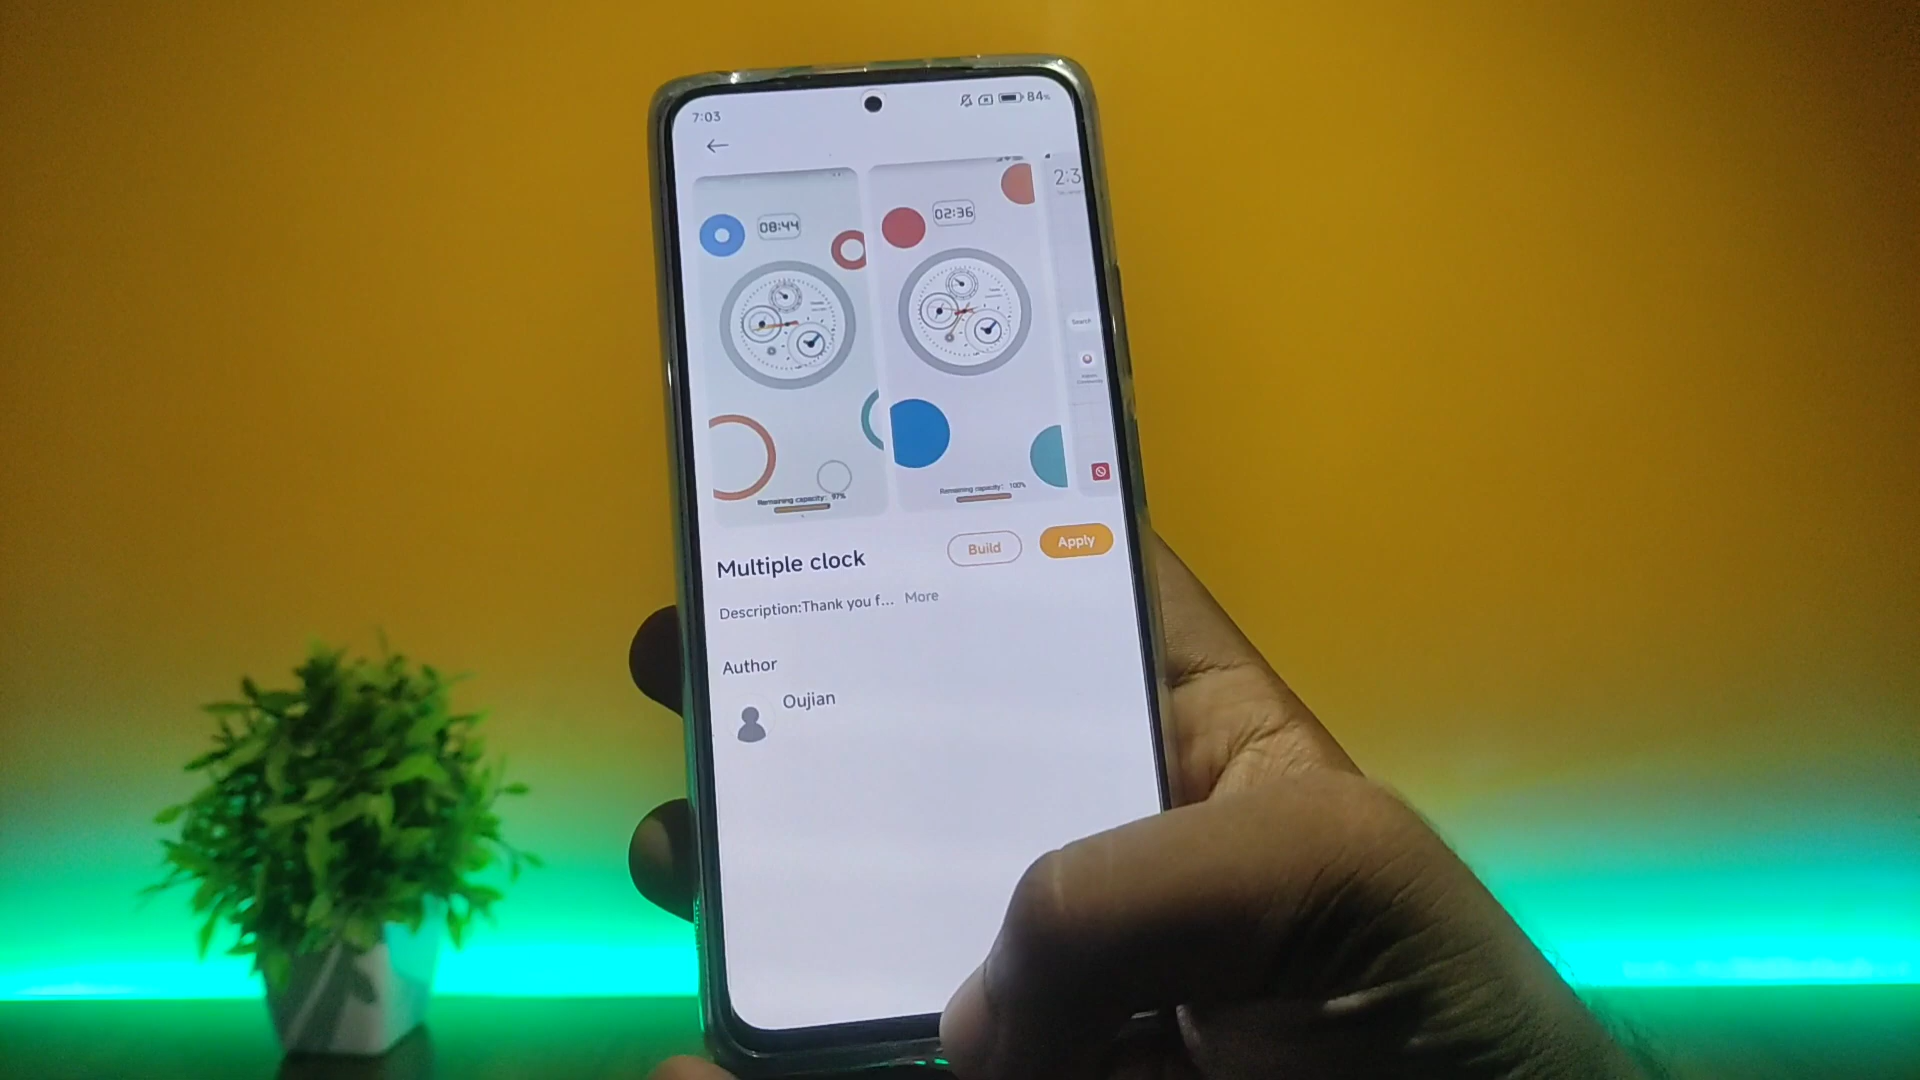 7:03
84%
08:44
02:36
2:3
Search
Remaining capacity: 97%
Remaining capacity: 100%
Multiple clock
Build
Apply
Description:Thank you f... More
Author
Oujian